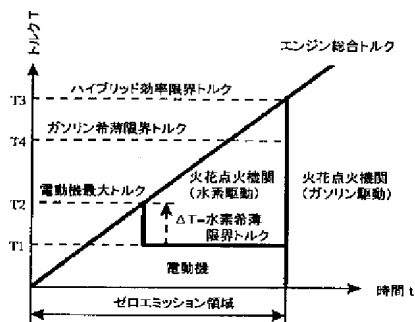 トルクT
エンジン総合トルク
T3
ハイブリッド効率限界トルク
T4
ガソリン希薄限界トルク
電動機最大トルク
火花点火機関
(水素駆動)
火花点火機関
(ガソリン駆動)
T2
ΔT=水素希薄
限界トルク
T1
電動機
時間 t
ゼロエミッション領域